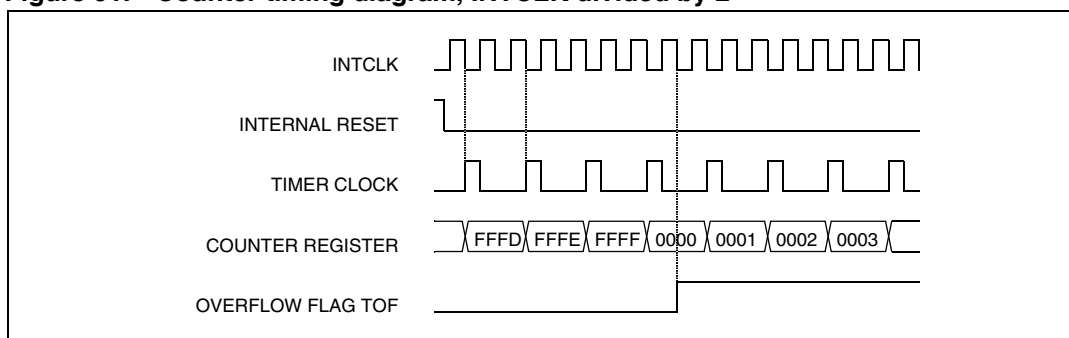 Figure Counter timing diagram, INTCLK divided by 2
INTCLK
INTERNAL RESET
TIMER CLOCK
COUNTER REGISTER FFFD FFFE FFFF 0000 0001 0002 0003
OVERFLOW FLAG TOF